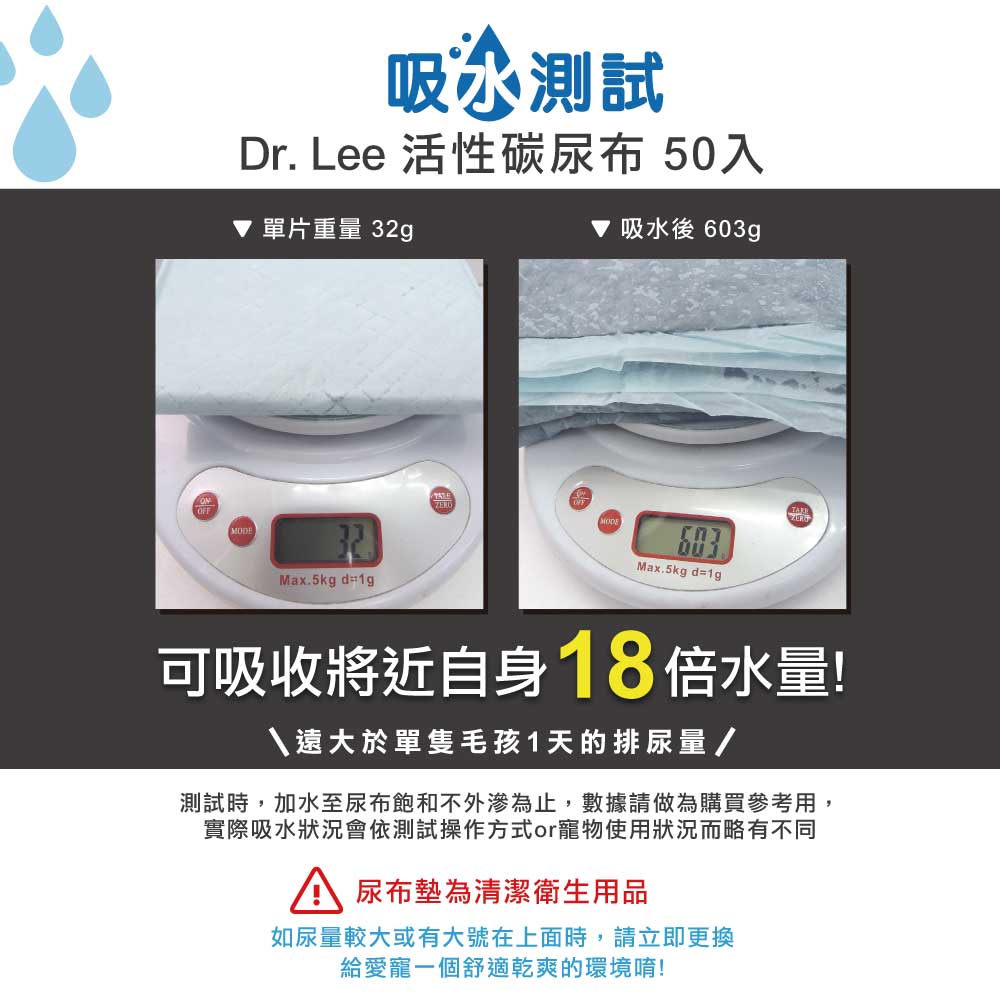 吸水測試
Dr. Lee 活性碳尿布 50入
▼ 單片重量 32g
▼ 吸水後 603g
ON
OFF
MODE
32
TARE
ZERO
Max.5kg d=1g
ON
OFF
MODE
603
TARE
ZERO
Max.5kg d=1g
可吸收將近自身18倍水量!
\遠大於單隻毛孩1天的排尿量/
測試時，加水至尿布飽和不外滲為止，數據請做為購買參考用，
實際吸水狀況會依測試操作方式or寵物使用狀況而略有不同
尿布墊為清潔衛生用品
如尿量較大或有大號在上面時，請立即更換
給愛寵一個舒適乾爽的環境唷!